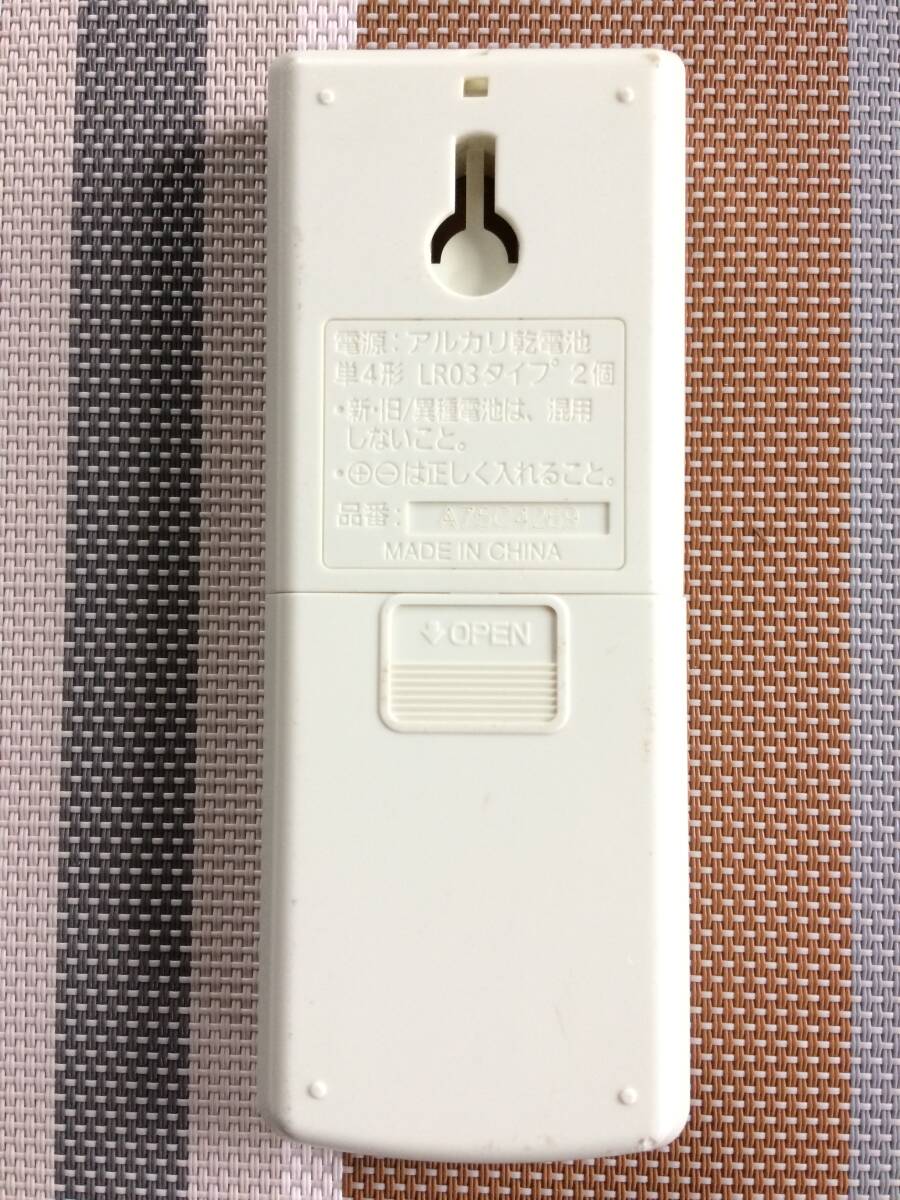 電源：アルカリ乾電池
単4形 LR03タイプ 2個
・新・旧/異種電池は、混用
しないこと。
・⊕⊖は正しく入れること。
品番：A75C4269
MADE IN CHINA
OPEN